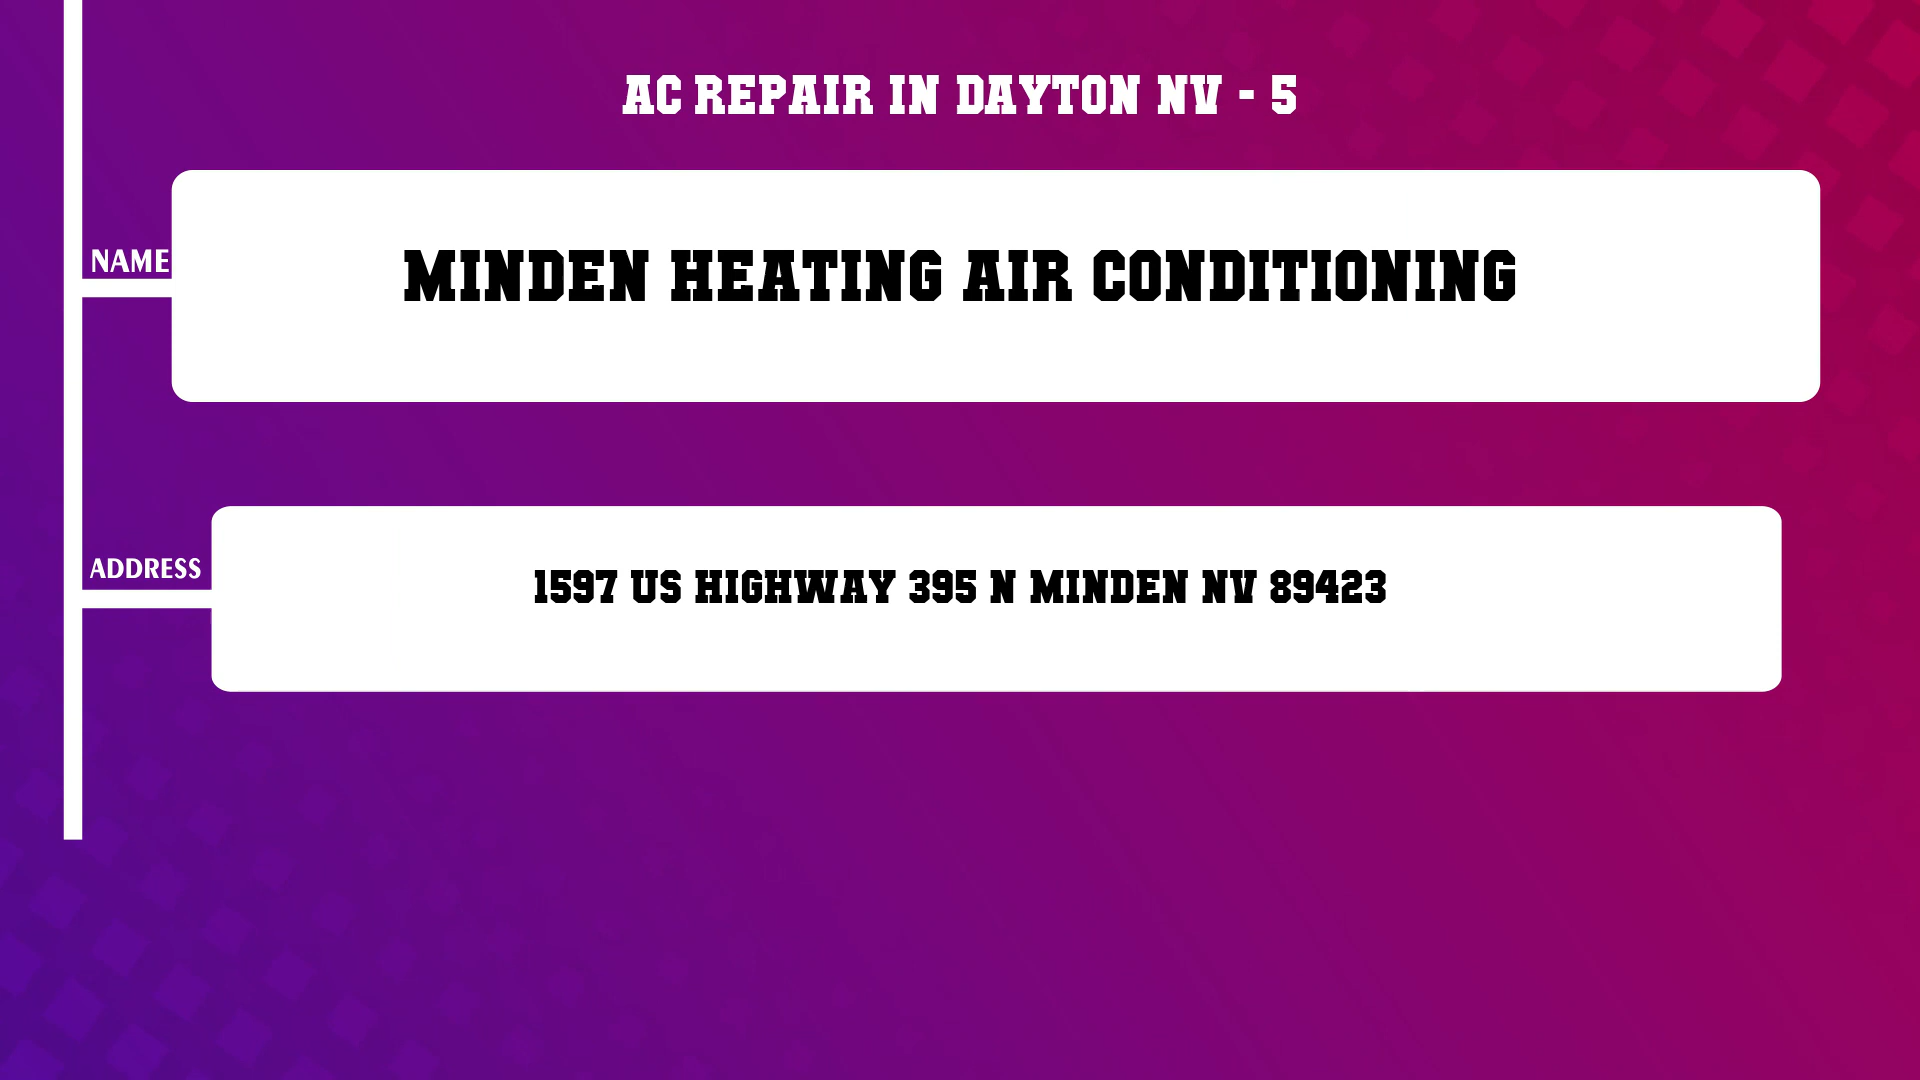 AC REPAIR IN DAYTON NV - 5
NAME
MINDEN HEATING AIR CONDITIONING
ADDRESS
1597 US HIGHWAY 395 N MINDEN NV 89423